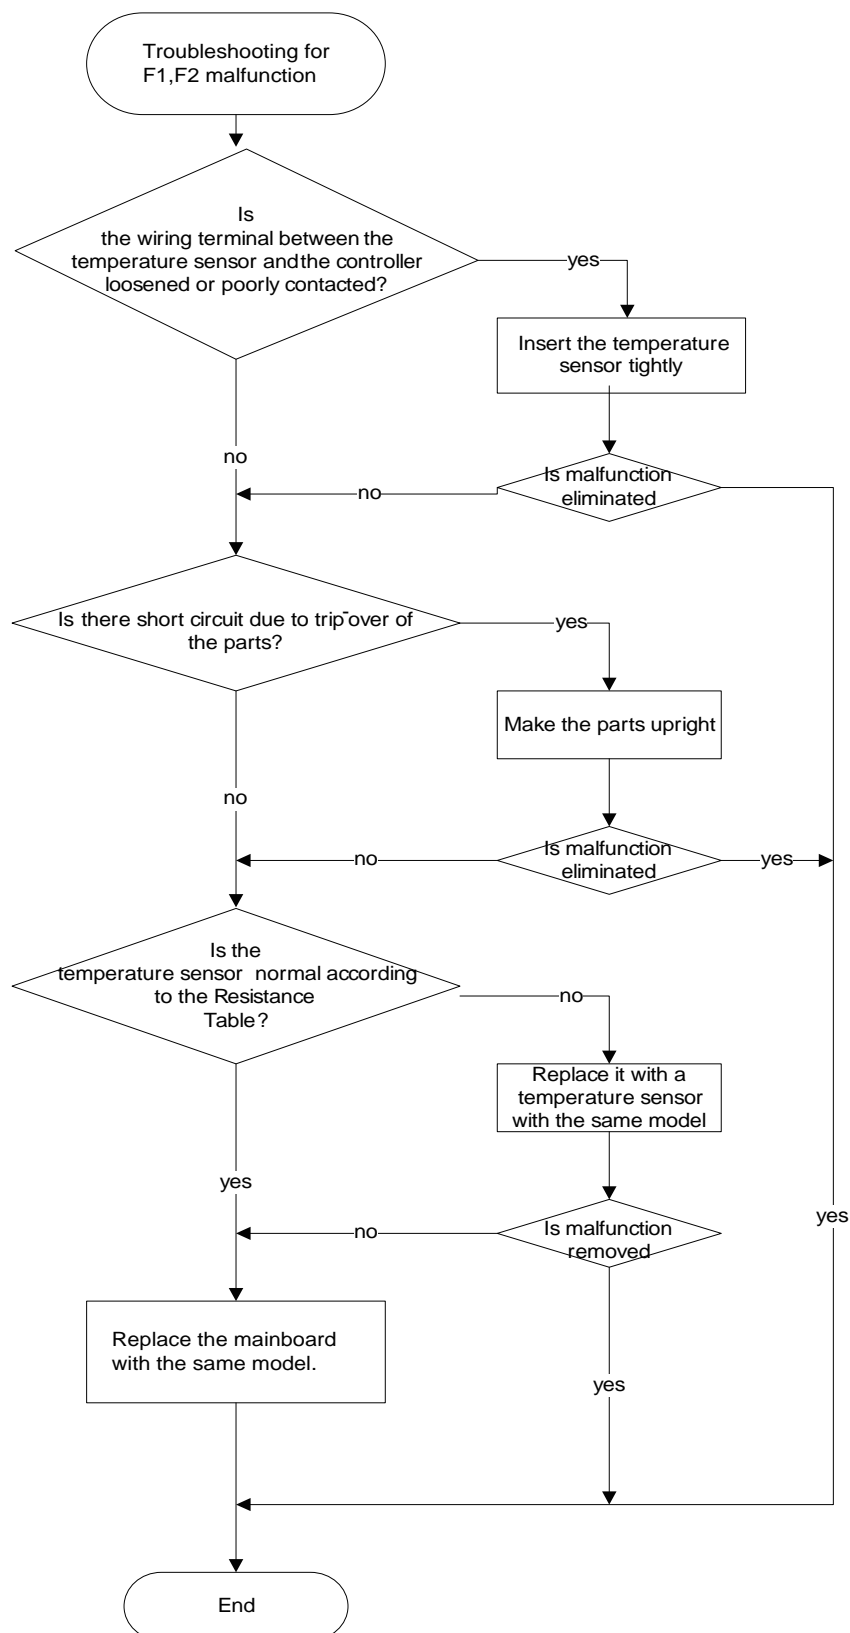 Troubleshooting for
F1,F2 malfunction
Is
the wiring terminal between the
temperature sensor and the controller
loosened or poorly contacted?
yes
Insert the temperature
sensor tightly
no
Is malfunction
eliminated
no
Is there short circuit due to trip-over of
the parts?
yes
Make the parts upright
no
Is malfunction
eliminated
no
yes
Is the
temperature sensor normal according
to the Resistance
Table?
no
Replace it with a
temperature sensor
with the same model
yes
Is malfunction
removed
no
yes
Replace the mainboard
with the same model.
yes
End